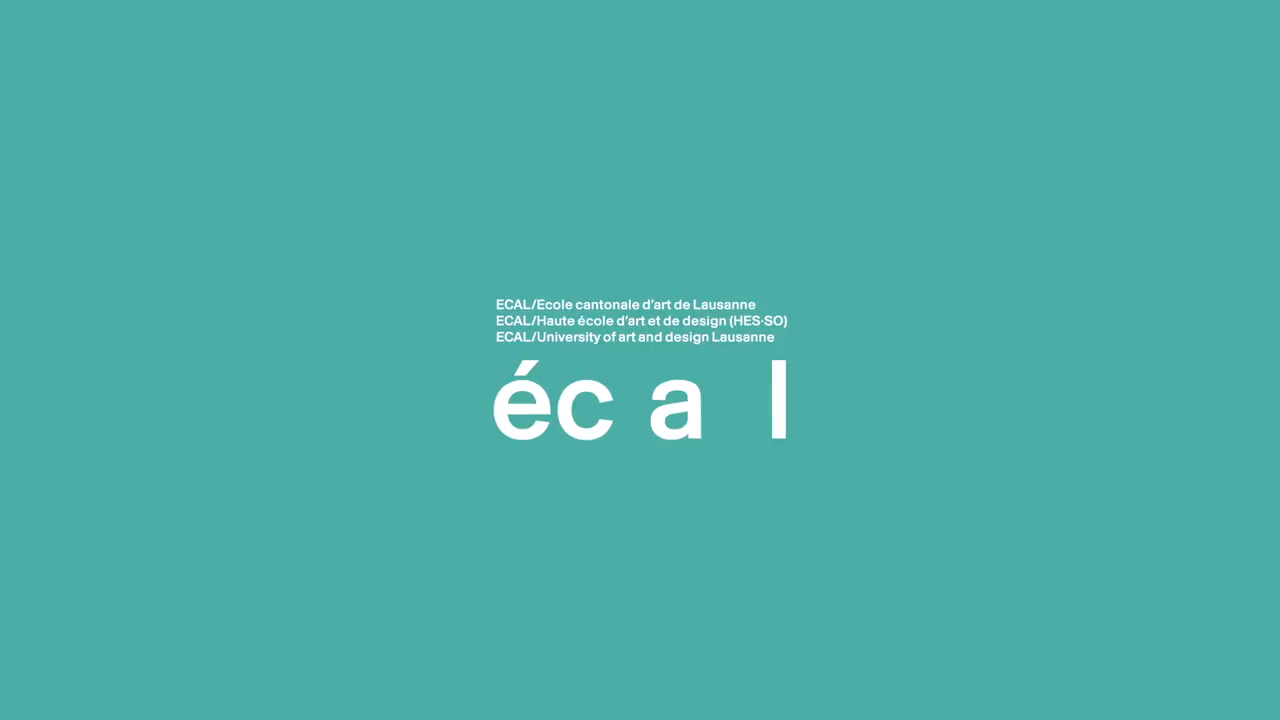 ECAL/Ecole cantonale d'art de Lausanne
ECAL/Haute école d'art et de design (HES·SO)
ECAL/University of art and design Lausanne
éc a l